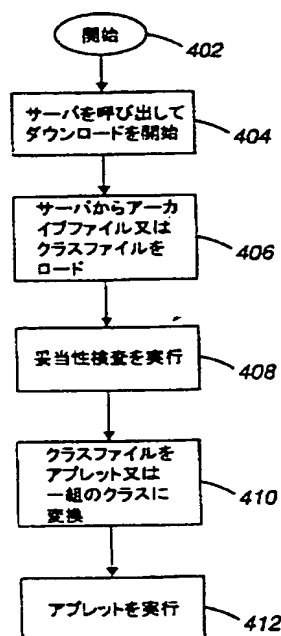 開始
402
サーバを呼び出して
ダウンロードを開始
404
サーバからアーカ
イブファイル又は
クラスファイルを
ロード
406
妥当性検査を実行
408
クラスファイルを
アプレット又は
一組のクラスに
変換
410
アプレットを実行
412